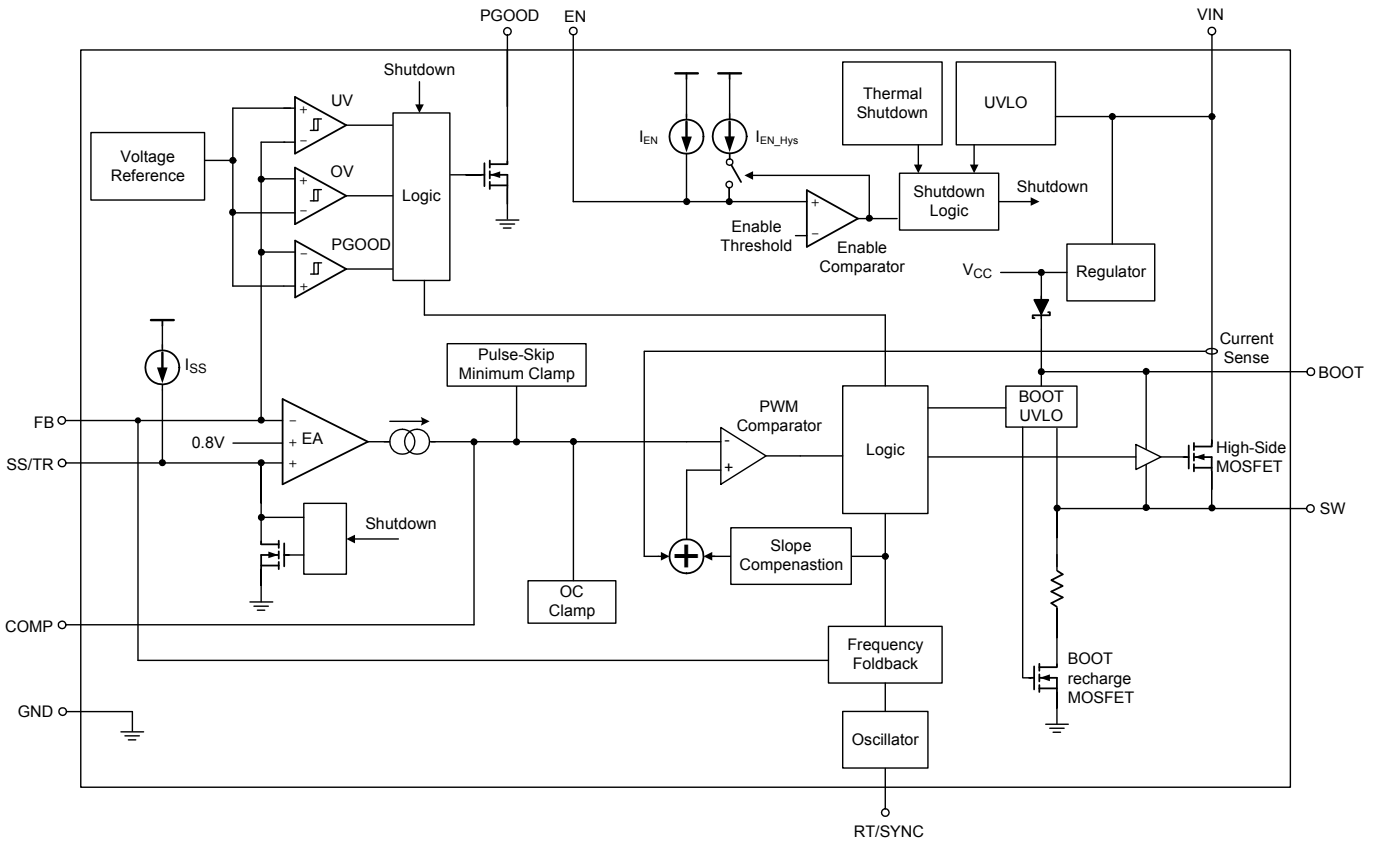 PGOOD
EN
VIN
Shutdown
UV
Voltage
Reference
OV
PGOOD
Logic
IEN
IEN_Hys
Thermal
Shutdown
UVLO
Shutdown
Logic
Shutdown
Enable
Threshold
Enable
Comparator
VCC
Regulator
Current
Sense
BOOT
ISS
Pulse-Skip
Minimum Clamp
FB
0.8V
EA
SS/TR
PWM
Comparator
Logic
BOOT
UVLO
High-Side
MOSFET
SW
Shutdown
Slope
Compenastion
OC
Clamp
COMP
Frequency
Foldback
BOOT
recharge
MOSFET
GND
Oscillator
RT/SYNC
+
−
+
−
−
+
+
−
−
+
+
-
+
+